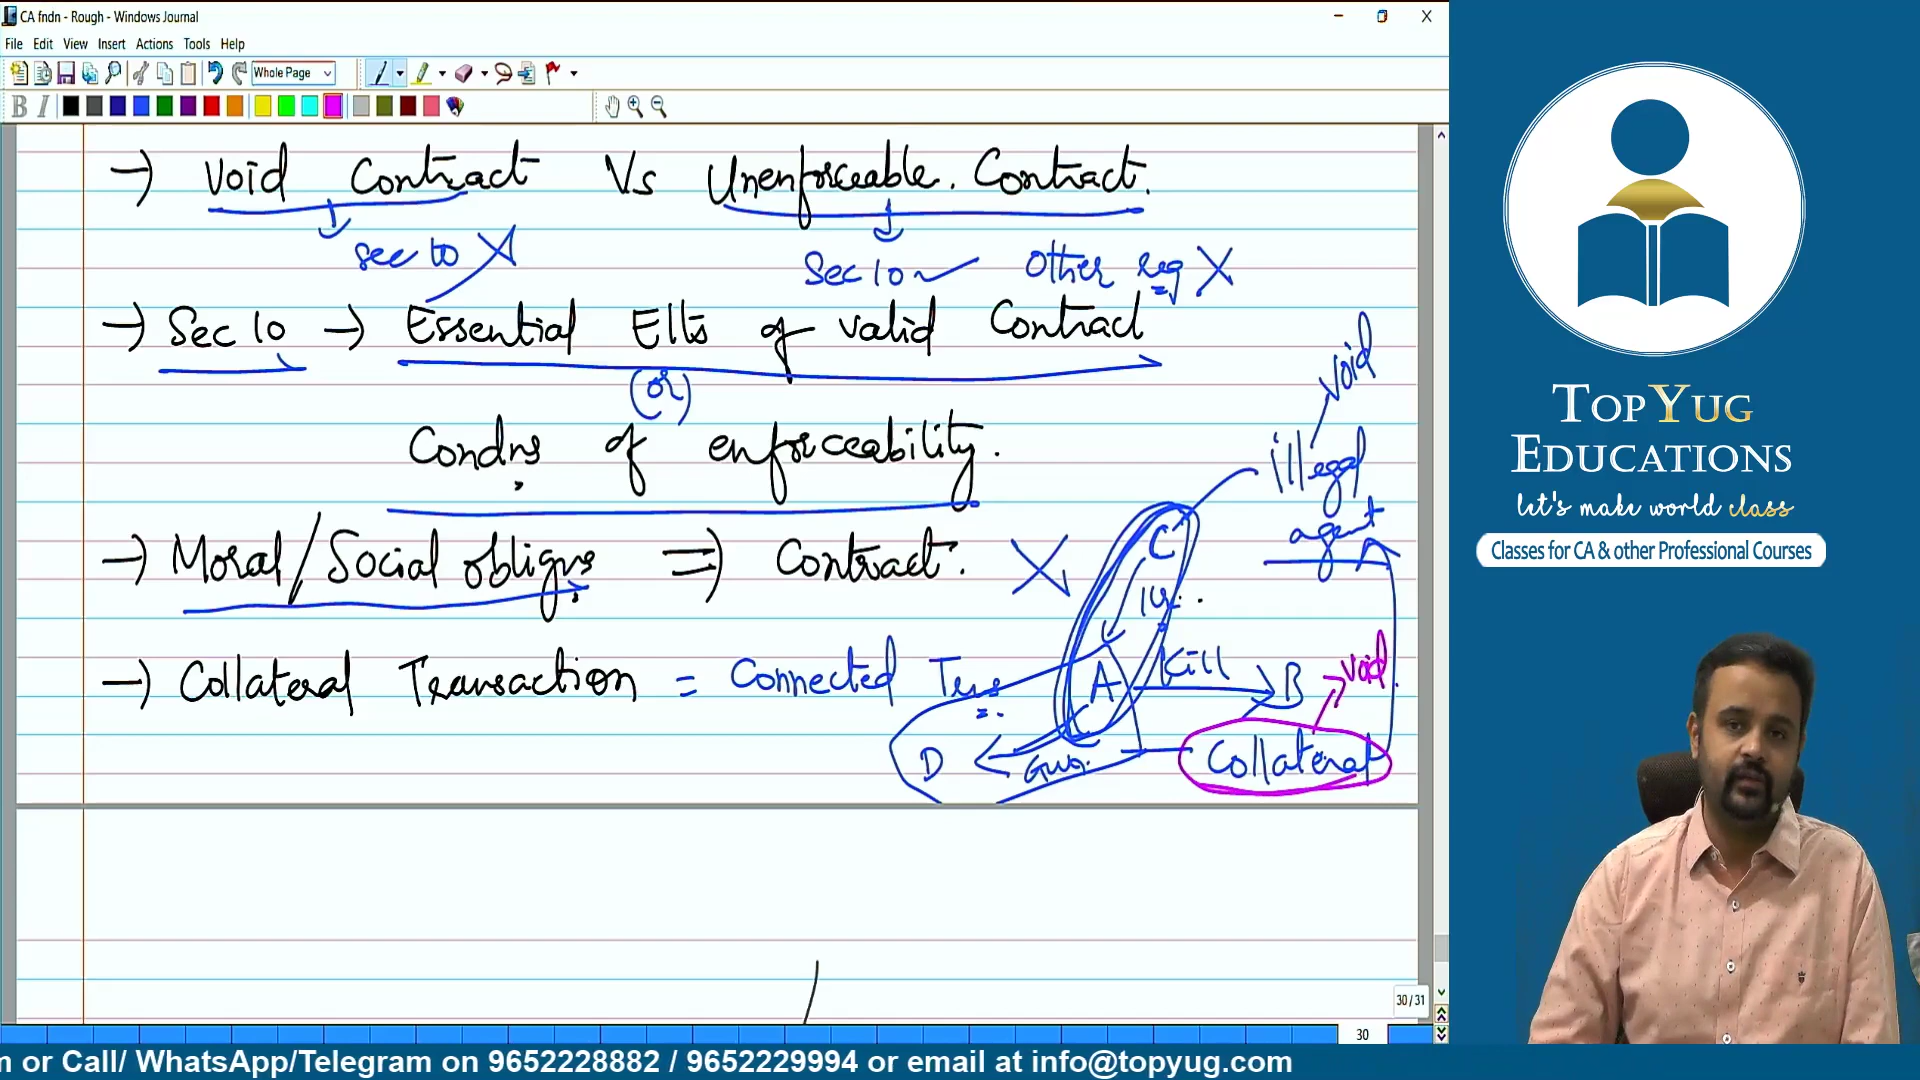 CA fndn - Rough - Windows Journal
File Edit View Insert Actions Tools Help
Whole Page
B I
→ Void Contract Vs Unenforceable. Contract.
Sec 10 X
Sec 10 ✓ Other req X
→ Sec 10 → Essential Elts of valid Contract
(or)
Condns of enforceability.
void
illegal
agent
→ Moral/Social obligns ⇒ Contract. X
C
→ Collateral Transaction = Connected
A Kill B → Void.
D
Collateral
30/31
30
TOPYUG
EDUCATIONS
let's make world class
Classes for CA & other Professional Courses
m or Call/ WhatsApp/Telegram on 9652228882 / 9652229994 or email at info@topyug.com